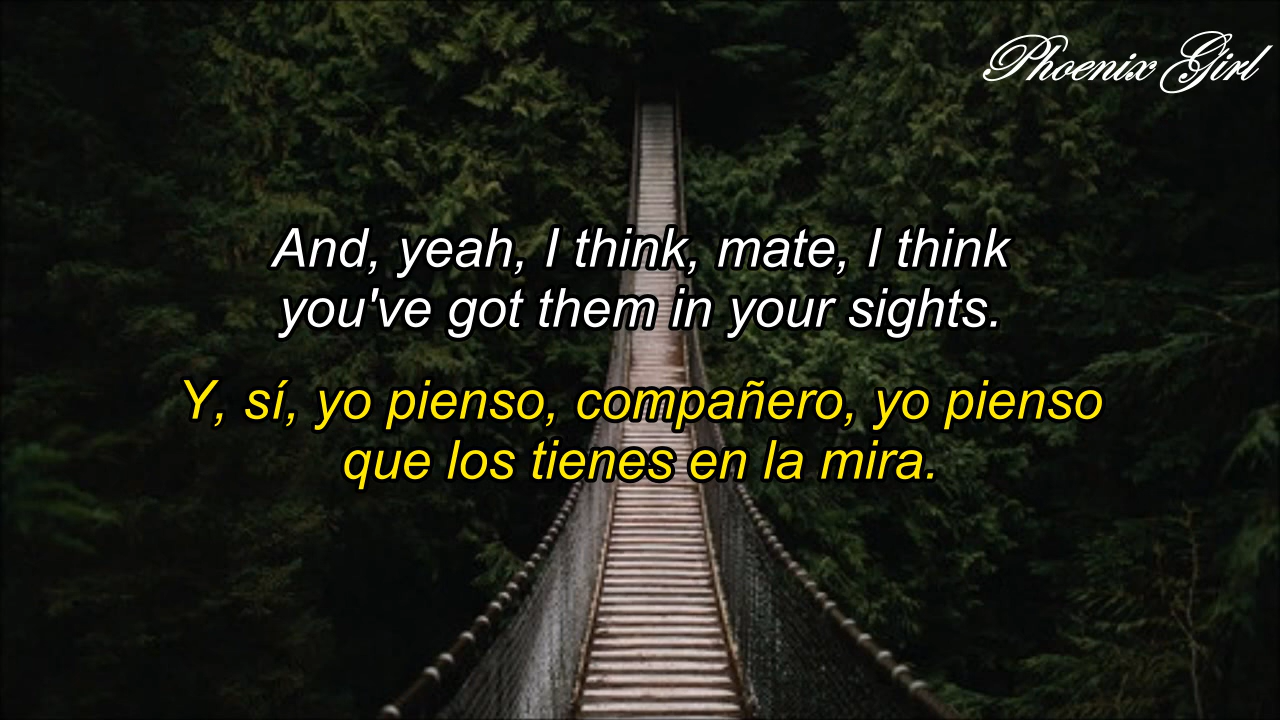 Phoenix Girl
And, yeah, I think, mate, I think
you've got them in your sights.
Y, sí, yo pienso, compañero, yo pienso
que los tienes en la mira.